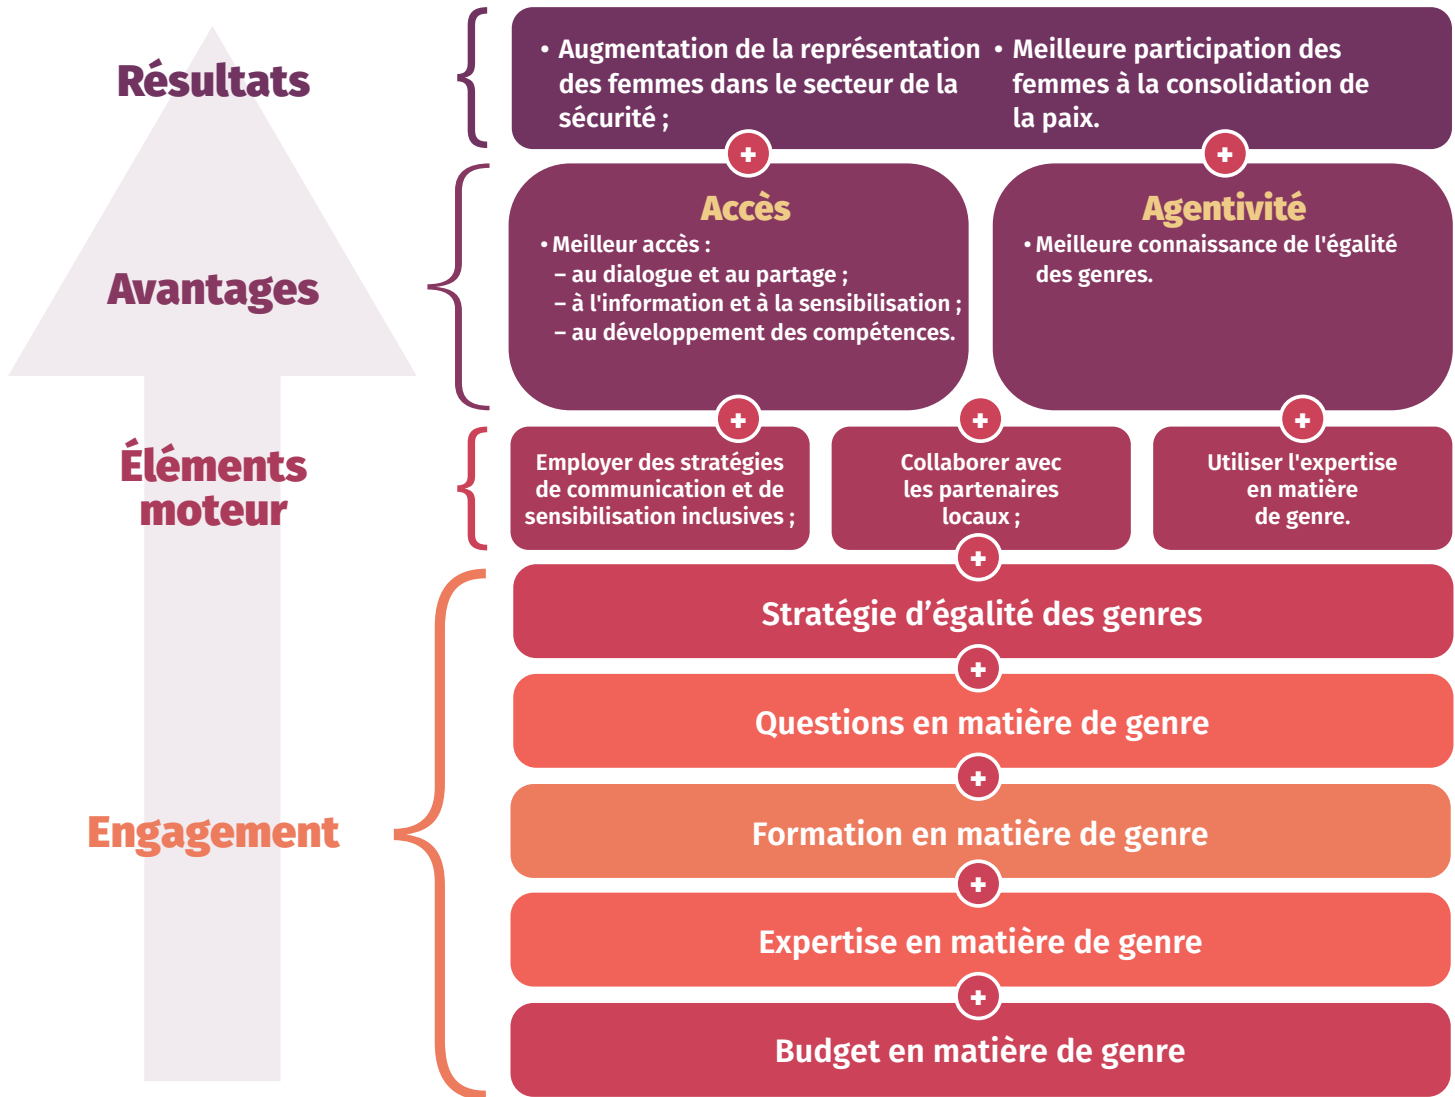 Résultats
• Augmentation de la représentation
des femmes dans le secteur de la
sécurité ;
• Meilleure participation des
femmes à la consolidation de
la paix.
+
+
Avantages
Accès
• Meilleur accès :
– au dialogue et au partage ;
– à l'information et à la sensibilisation ;
– au développement des compétences.
Agentivité
• Meilleure connaissance de l'égalité
des genres.
+
+
+
Éléments
moteur
Employer des stratégies
de communication et de
sensibilisation inclusives ;
Collaborer avec
les partenaires
locaux ;
Utiliser l'expertise
en matière
de genre.
+
Engagement
Stratégie d’égalité des genres
+
Questions en matière de genre
+
Formation en matière de genre
+
Expertise en matière de genre
+
Budget en matière de genre